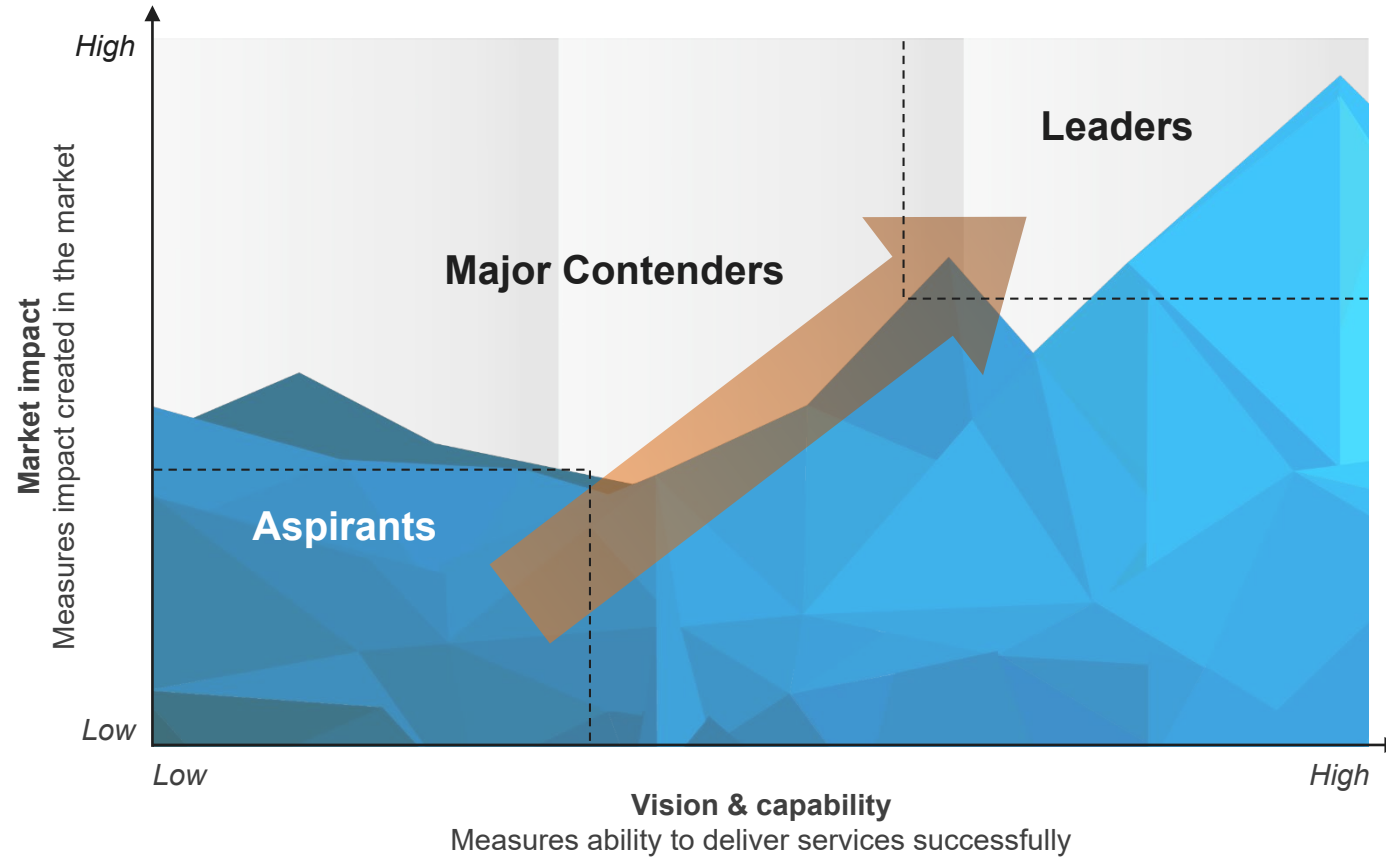 High
Leaders
Major Contenders
Market impact
Measures impact created in the market
Aspirants
Low
Low
High
Vision & capability
Measures ability to deliver services successfully